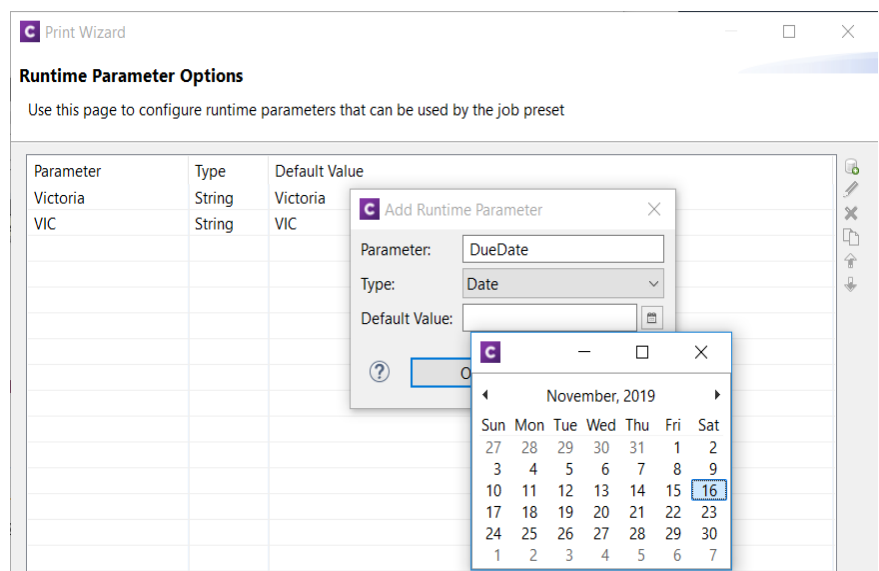 C Print Wizard
Runtime Parameter Options
Use this page to configure runtime parameters that can be used by the job preset
Parameter Type Default Value
Victoria String Victoria
VIC String VIC
C Add Runtime Parameter
Parameter: DueDate
Type: Date
Default Value:
?
C
November, 2019
Sun Mon Tue Wed Thu Fri Sat
27 28 29 30 31 1 2
3 4 5 6 7 8 9
10 11 12 13 14 15 16
17 18 19 20 21 22 23
24 25 26 27 28 29 30
1 2 3 4 5 6 7